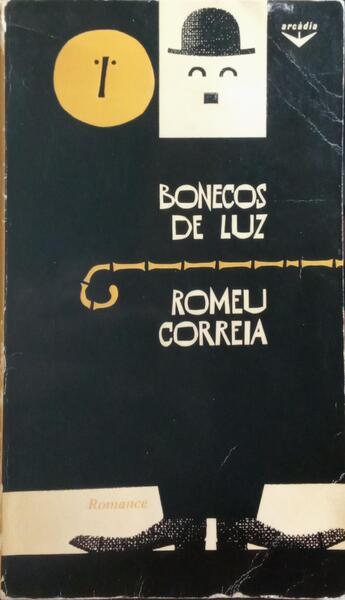 arcádia
BONECOS
DE LUZ
ROMEU
CORREIA
Romance